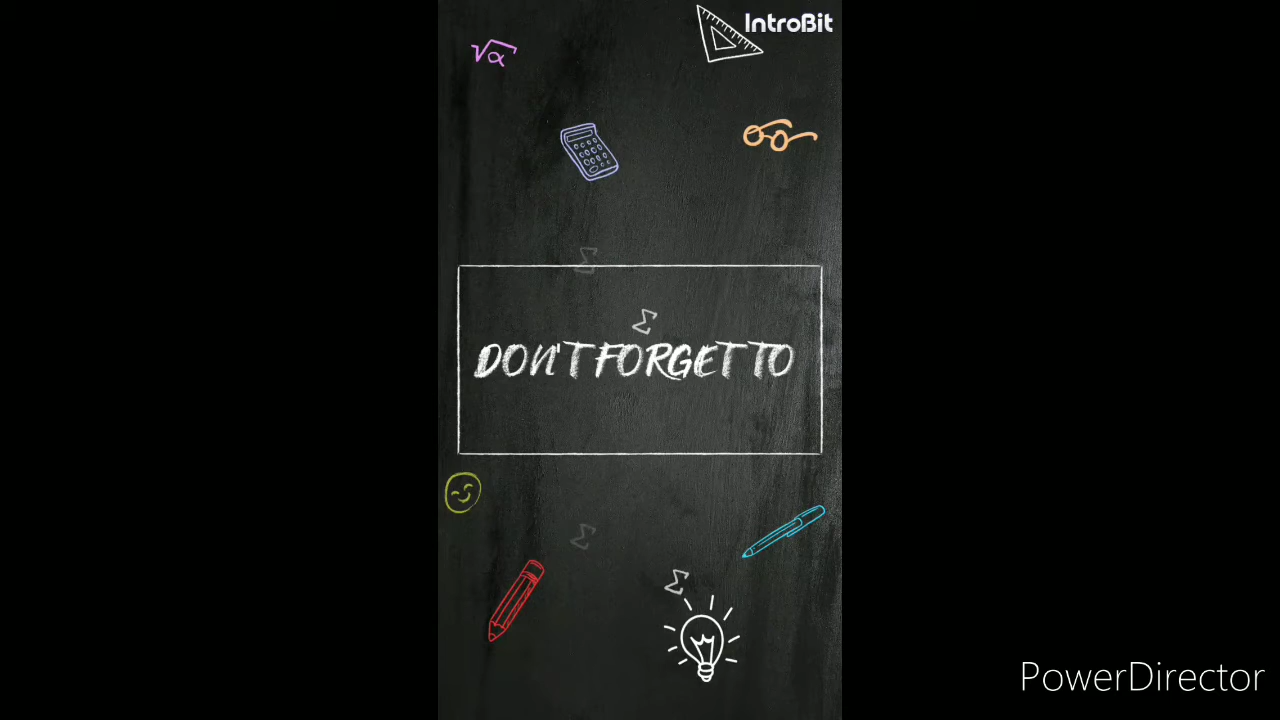 IntroBit
√α
Σ
Σ
DON'T FORGET TO
Σ
Σ
PowerDirector